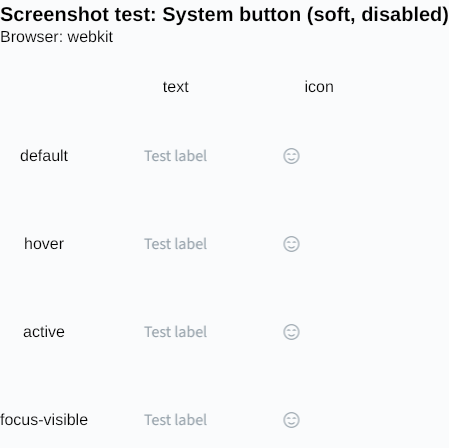 Screenshot test: System button (soft, disabled)
Browser: webkit
text icon
default Test label
hover Test label
active Test label
focus-visible Test label